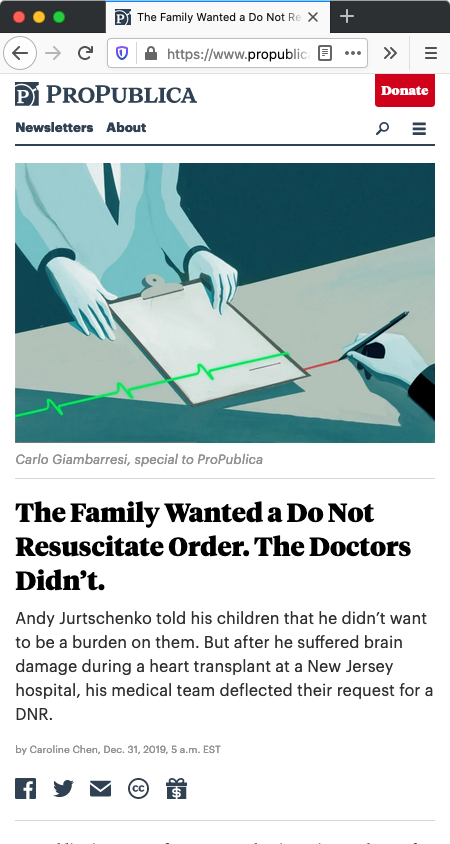 The Family Wanted a Do Not Re
https://www.propublic
PROPUBLICA
Donate
Newsletters About
Carlo Giambarresi, special to ProPublica
The Family Wanted a Do Not
Resuscitate Order. The Doctors
Didn’t.
Andy Jurtschenko told his children that he didn’t want
to be a burden on them. But after he suffered brain
damage during a heart transplant at a New Jersey
hospital, his medical team deflected their request for a
DNR.
by Caroline Chen, Dec. 31, 2019, 5 a.m. EST